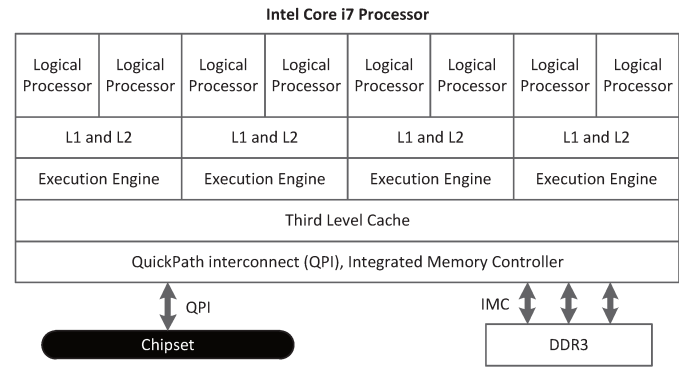 Intel Core i7 Processor
Logical Processor
Logical Processor
Logical Processor
Logical Processor
Logical Processor
Logical Processor
Logical Processor
Logical Processor
L1 and L2
L1 and L2
L1 and L2
L1 and L2
Execution Engine
Execution Engine
Execution Engine
Execution Engine
Third Level Cache
QuickPath interconnect (QPI), Integrated Memory Controller
QPI
IMC
Chipset
DDR3